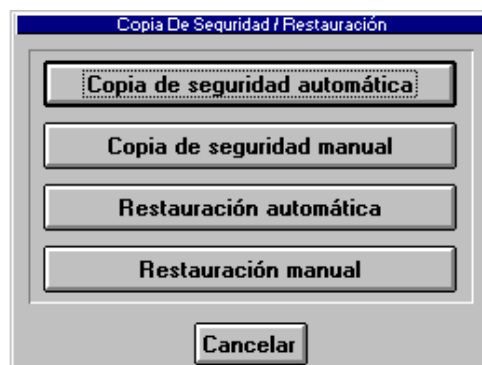 Copia De Seguridad / Restauración
Copia de seguridad automática
Copia de seguridad manual
Restauración automática
Restauración manual
Cancelar